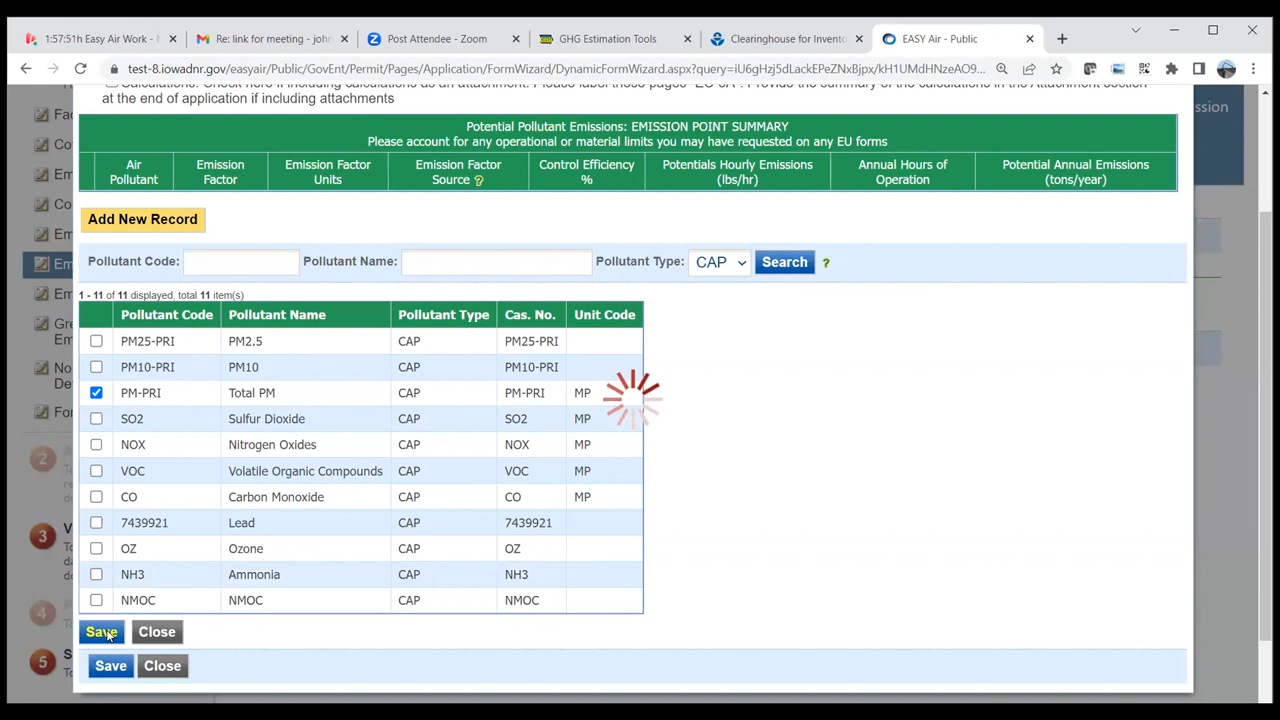 1:57:51h Easy Air Work - 
Re: link for meeting - john
Post Attendee - Zoom
GHG Estimation Tools
Clearinghouse for Invento
EASY Air - Public
test-8.iowadnr.gov/easyair/Public/GovEnt/Permit/Pages/Application/FormWizard/DynamicFormWizard.aspx?query=iU6gHzj5dLackEPeZNxBjpx/kH1UMdHNzeAO9...
at the end of application if including attachments
Potential Pollutant Emissions: EMISSION POINT SUMMARY
Please account for any operational or material limits you may have requested on any EU forms
Air Pollutant
Emission Factor
Emission Factor Units
Emission Factor Source ?
Control Efficiency %
Potentials Hourly Emissions (lbs/hr)
Annual Hours of Operation
Potential Annual Emissions (tons/year)
Add New Record
Pollutant Code: Pollutant Name: Pollutant Type: CAP Search ?
1 - 11 of 11 displayed, total 11 item(s)
Pollutant Code Pollutant Name Pollutant Type Cas. No. Unit Code
PM25-PRI PM2.5 CAP PM25-PRI
PM10-PRI PM10 CAP PM10-PRI
PM-PRI Total PM CAP PM-PRI MP
SO2 Sulfur Dioxide CAP SO2 MP
NOX Nitrogen Oxides CAP NOX MP
VOC Volatile Organic Compounds CAP VOC MP
CO Carbon Monoxide CAP CO MP
7439921 Lead CAP 7439921
OZ Ozone CAP OZ
NH3 Ammonia CAP NH3
NMOC NMOC CAP NMOC
Save Close
Save Close
2
3
4
5